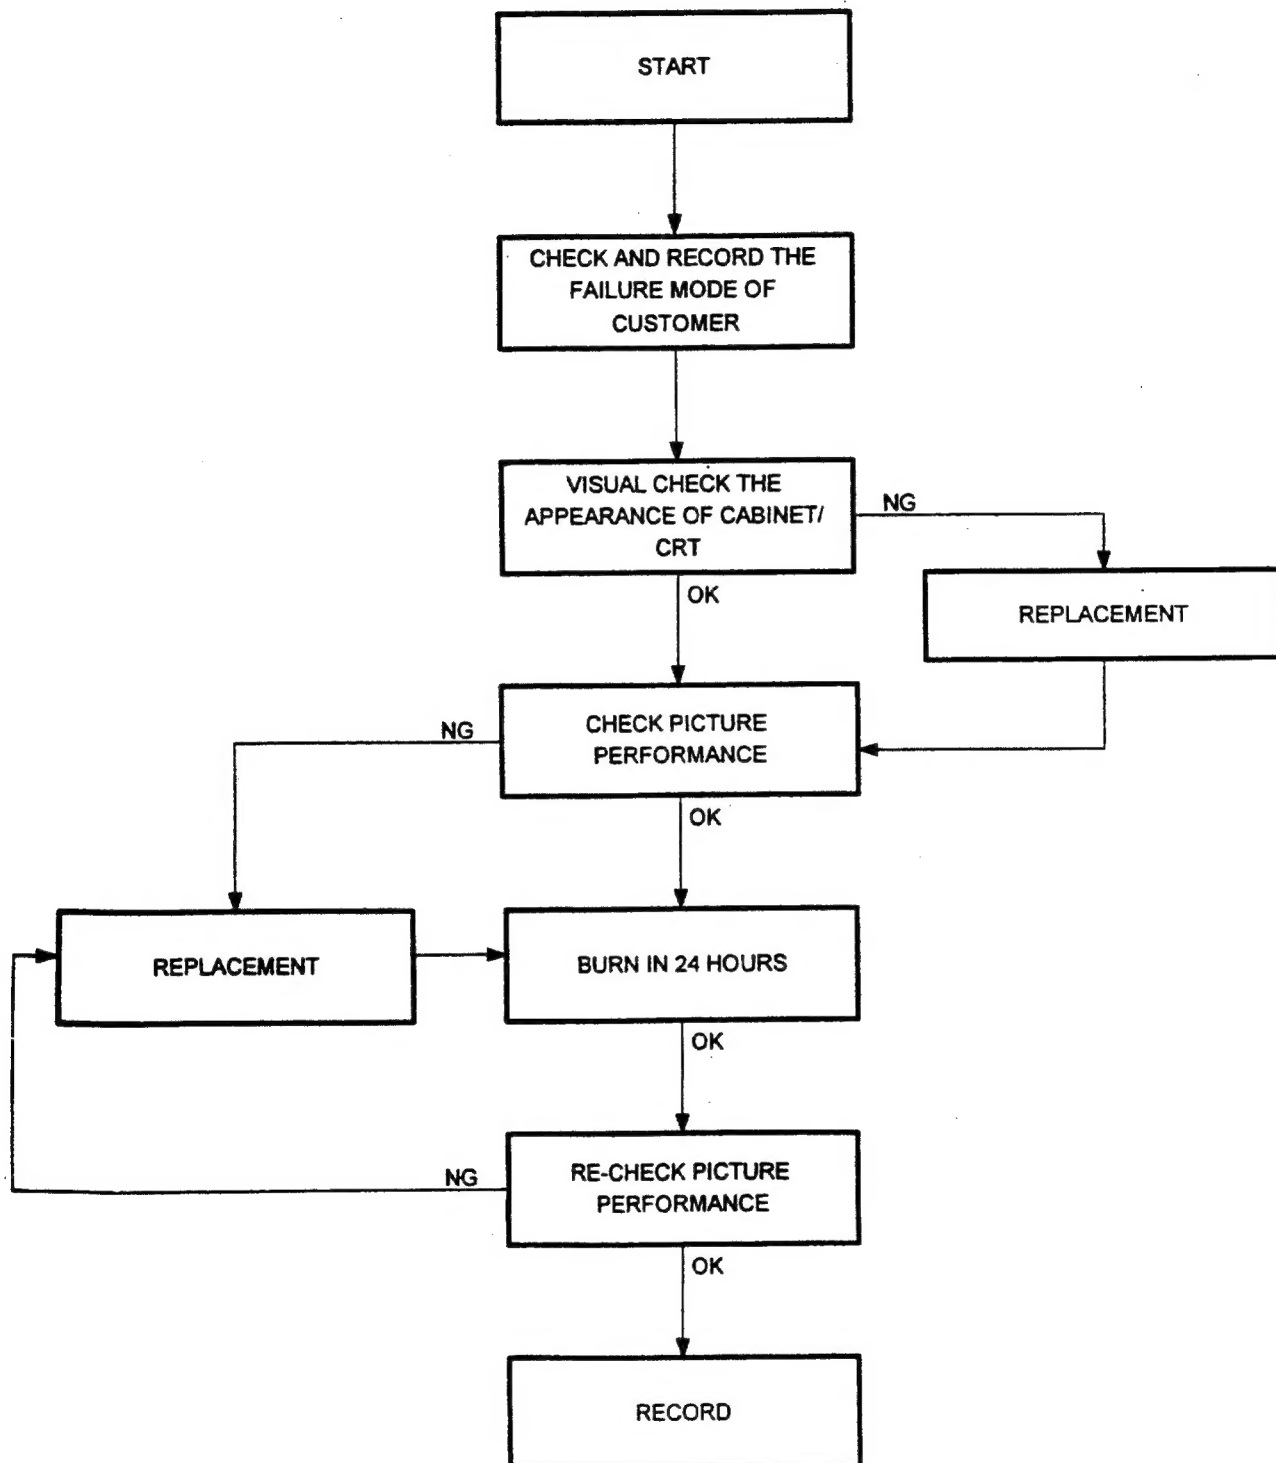 START
CHECK AND RECORD THE
FAILURE MODE OF
CUSTOMER
VISUAL CHECK THE
APPEARANCE OF CABINET/
CRT
NG
OK
REPLACEMENT
CHECK PICTURE
PERFORMANCE
NG
OK
REPLACEMENT
BURN IN 24 HOURS
OK
RE-CHECK PICTURE
PERFORMANCE
NG
OK
RECORD